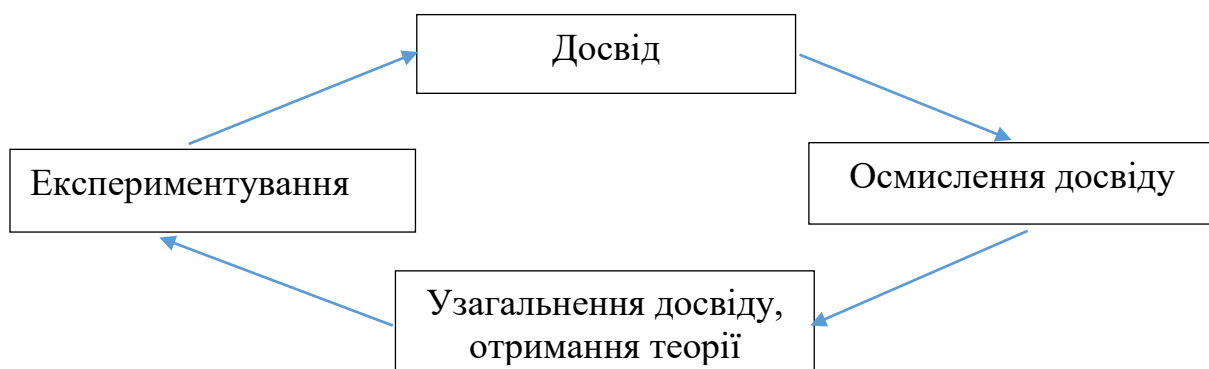 Досвід
Експериментування
Осмислення досвіду
Узагальнення досвіду,
отримання теорії